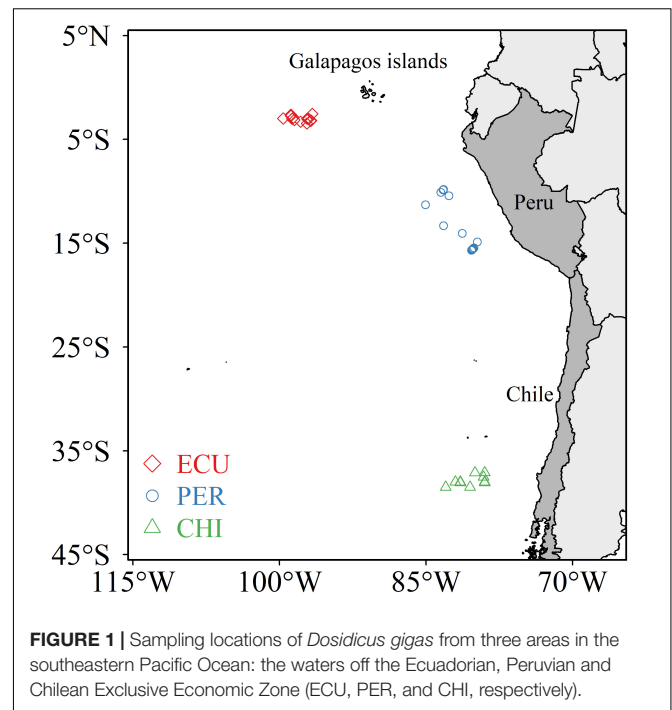 5°N
Galapagos islands
5°S
Peru
15°S
25°S
Chile
35°S
ECU
PER
CHI
45°S
115°W 100°W 85°W 70°W
FIGURE 1 | Sampling locations of Dosidicus gigas from three areas in the
southeastern Pacific Ocean: the waters off the Ecuadorian, Peruvian and
Chilean Exclusive Economic Zone (ECU, PER, and CHI, respectively).